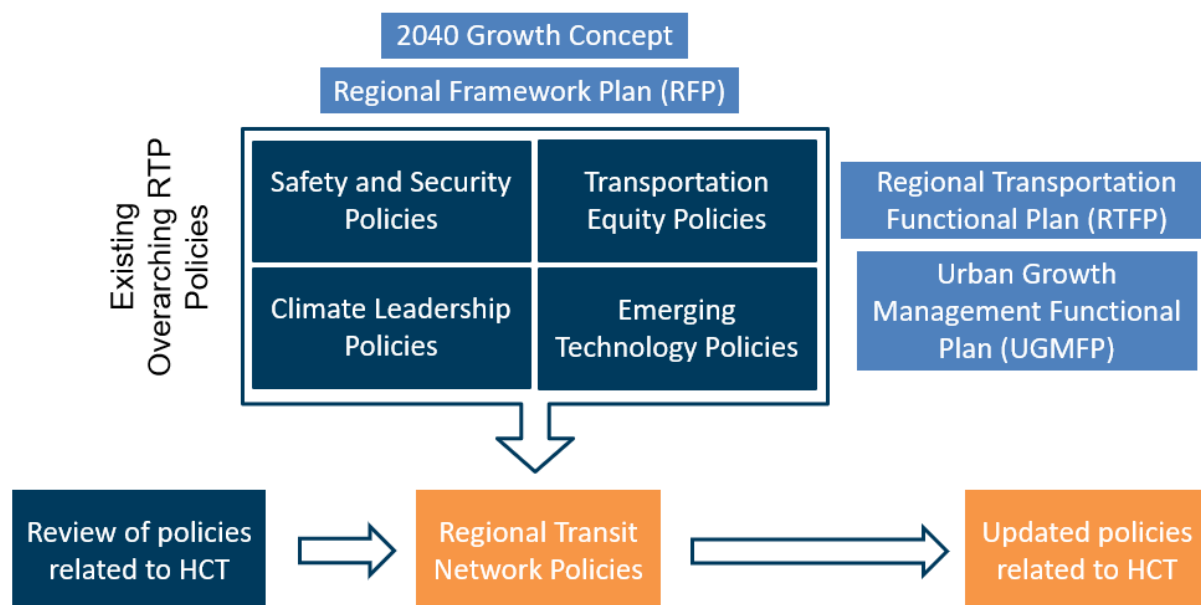 2040 Growth Concept
Regional Framework Plan (RFP)
Existing
Overarching RTP
Policies
Safety and Security
Policies
Transportation
Equity Policies
Climate Leadership
Policies
Emerging
Technology Policies
Regional Transportation
Functional Plan (RTFP)
Urban Growth
Management Functional
Plan (UGMFP)
Review of policies
related to HCT
Regional Transit
Network Policies
Updated policies
related to HCT